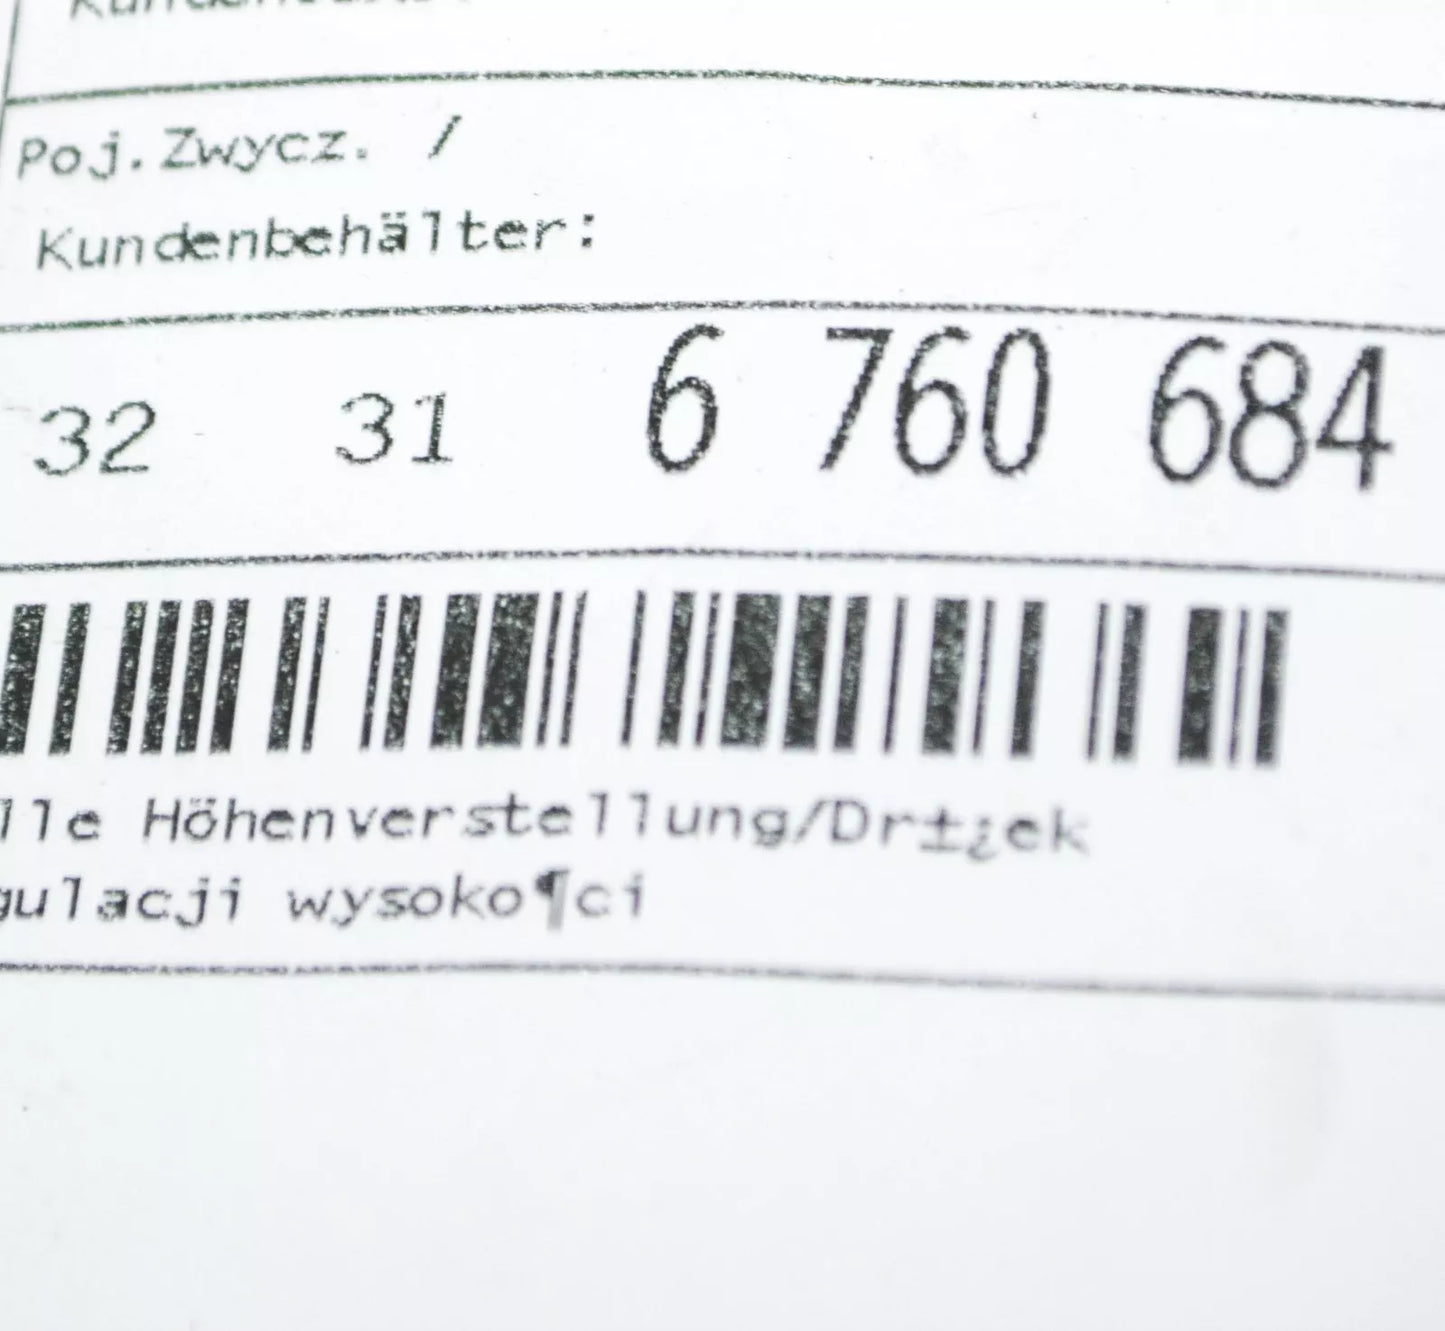 Poj.Zwycz. /
Kundenbehälter:
32 31 6 760 684
lle Höhenverstellung/Dr±¿ek
gulacji wysoko¶ci